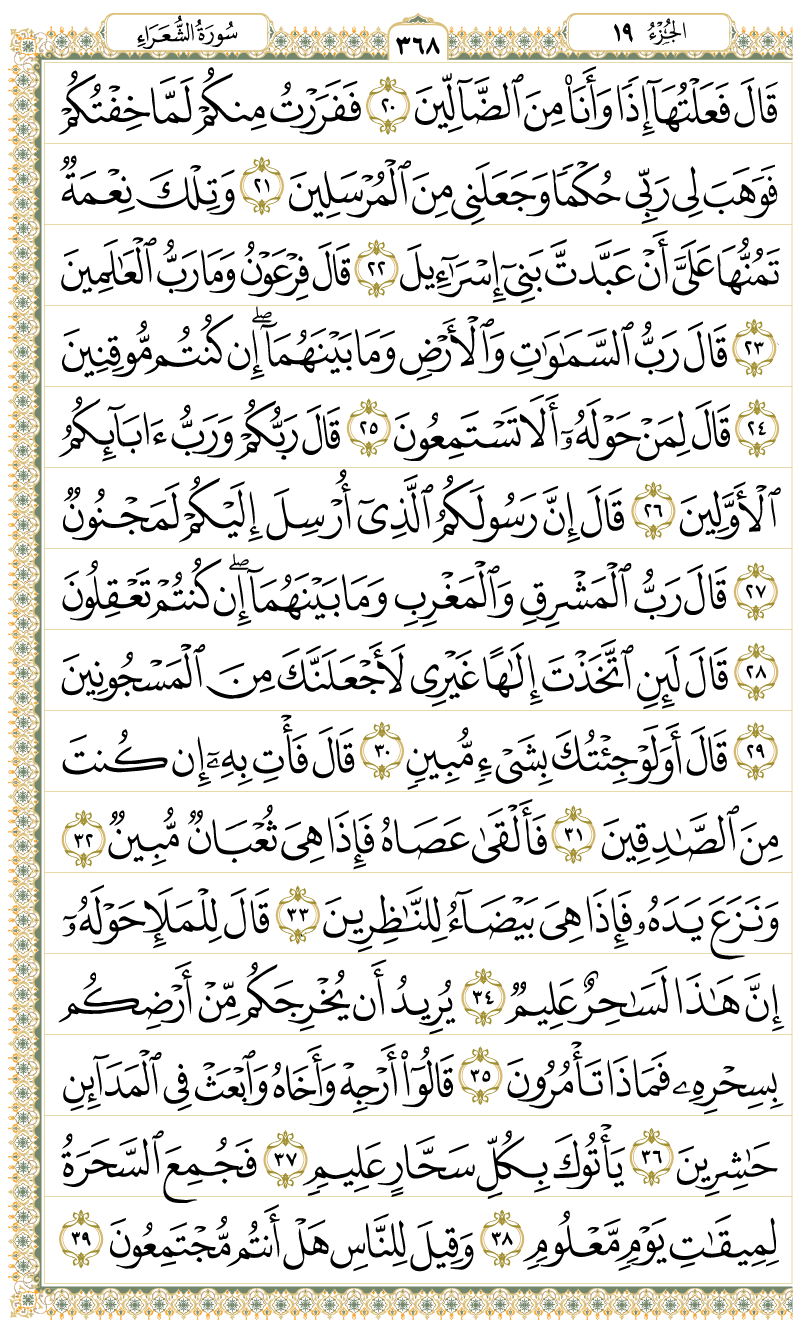 الجُزْءُ ١٩
٣٦٨
سُورَةُ الشُّعَرَاءِ
قَالَ فَعَلْتُهَآ إِذًا وَأَنَا۠ مِنَ ٱلضَّآلِّينَ ٢٠ فَفَرَرْتُ مِنكُمْ لَمَّا خِفْتُكُمْ
فَوَهَبَ لِى رَبِّى حُكْمًا وَجَعَلَنِى مِنَ ٱلْمُرْسَلِينَ ٢١ وَتِلْكَ نِعْمَةٌ
تَمُنُّهَا عَلَىَّ أَنْ عَبَّدتَّ بَنِىٓ إِسْرَٰٓءِيلَ ٢٢ قَالَ فِرْعَوْنُ وَمَا رَبُّ ٱلْعَٰلَمِينَ
٢٣ قَالَ رَبُّ ٱلسَّمَٰوَٰتِ وَٱلْأَرْضِ وَمَا بَيْنَهُمَآ ۖ إِن كُنتُم مُّوقِنِينَ
٢٤ قَالَ لِمَنْ حَوْلَهُۥٓ أَلَا تَسْتَمِعُونَ ٢٥ قَالَ رَبُّكُمْ وَرَبُّ ءَابَآئِكُمُ
ٱلْأَوَّلِينَ ٢٦ قَالَ إِنَّ رَسُولَكُمُ ٱلَّذِىٓ أُرْسِلَ إِلَيْكُمْ لَمَجْنُونٌ
٢٧ قَالَ رَبُّ ٱلْمَشْرِقِ وَٱلْمَغْرِبِ وَمَا بَيْنَهُمَآ ۖ إِن كُنتُمْ تَعْقِلُونَ
٢٨ قَالَ لَئِنِ ٱتَّخَذْتَ إِلَٰهًا غَيْرِى لَأَجْعَلَنَّكَ مِنَ ٱلْمَسْجُونِينَ
٢٩ قَالَ أَوَلَوْ جِئْتُكَ بِشَىْءٍ مُّبِينٍ ٣٠ قَالَ فَأْتِ بِهِۦٓ إِن كُنتَ
مِنَ ٱلصَّٰدِقِينَ ٣١ فَأَلْقَىٰ عَصَاهُ فَإِذَا هِىَ ثُعْبَانٌ مُّبِينٌ ٣٢
وَنَزَعَ يَدَهُۥ فَإِذَا هِىَ بَيْضَآءُ لِلنَّٰظِرِينَ ٣٣ قَالَ لِلْمَلَإِ حَوْلَهُۥٓ
إِنَّ هَٰذَا لَسَٰحِرٌ عَلِيمٌ ٣٤ يُرِيدُ أَن يُخْرِجَكُم مِّنْ أَرْضِكُم
بِسِحْرِهِۦ فَمَاذَا تَأْمُرُونَ ٣٥ قَالُوٓا۟ أَرْجِهْ وَأَخَاهُ وَٱبْعَثْ فِى ٱلْمَدَآئِنِ
حَٰشِرِينَ ٣٦ يَأْتُوكَ بِكُلِّ سَحَّارٍ عَلِيمٍ ٣٧ فَجُمِعَ ٱلسَّحَرَةُ
لِمِيقَٰتِ يَوْمٍ مَّعْلُومٍ ٣٨ وَقِيلَ لِلنَّاسِ هَلْ أَنتُم مُّجْتَمِعُونَ ٣٩